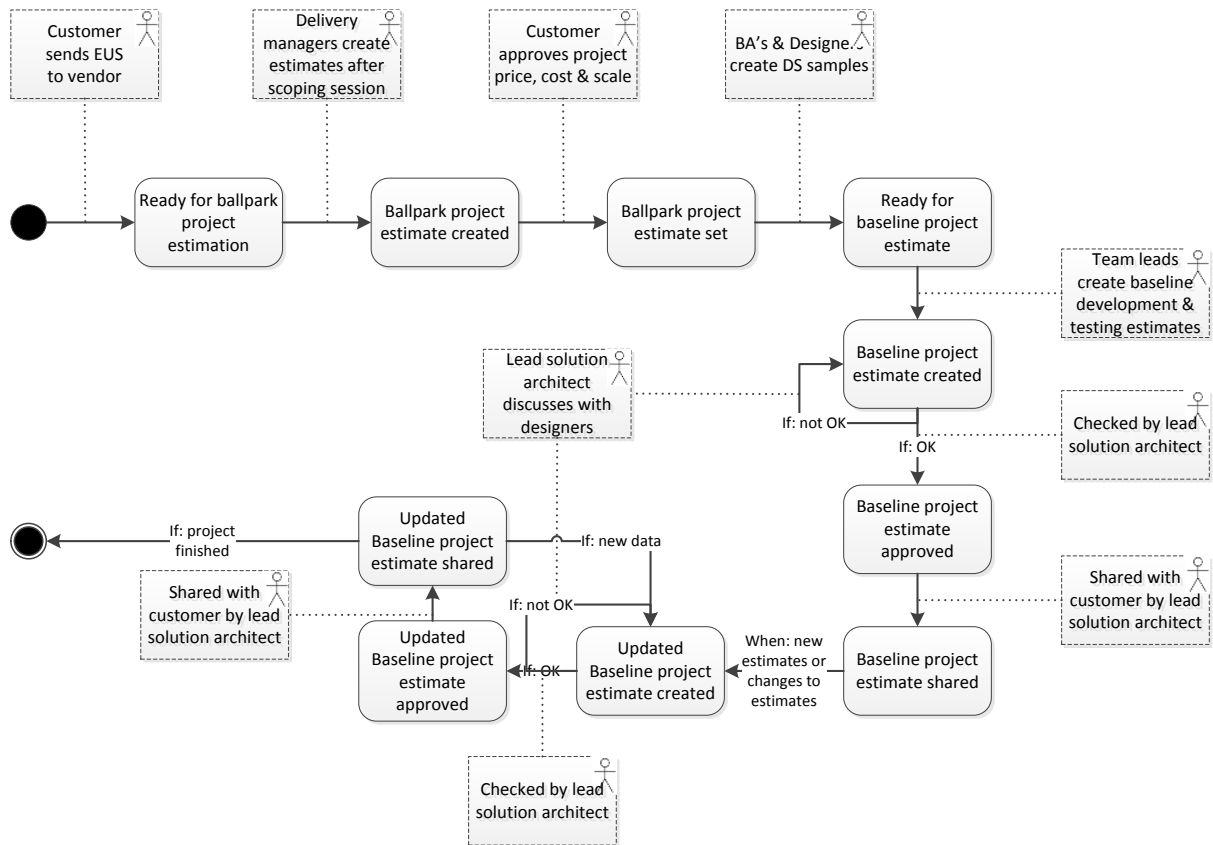 Customer
sends EUS
to vendor
Delivery
managers create
estimates after
scoping session
Customer
approves project
price, cost & scale
BA's & Designers
create DS samples
Ready for ballpark
project
estimation
Ballpark project
estimate created
Ballpark project
estimate set
Ready for
baseline project
estimate
Team leads
create baseline
development &
testing estimates
Baseline project
estimate created
Lead solution
architect
discusses with
designers
If: not OK
If: OK
Checked by lead
solution architect
Baseline project
estimate
approved
Updated
Baseline project
estimate shared
If: project
finished
If: new data
Shared with
customer by lead
solution architect
Shared with
customer by lead
solution architect
If: not OK
Updated
Baseline project
estimate
approved
If: OK
Updated
Baseline project
estimate created
When: new
estimates or
changes to
estimates
Baseline project
estimate shared
Checked by lead
solution architect